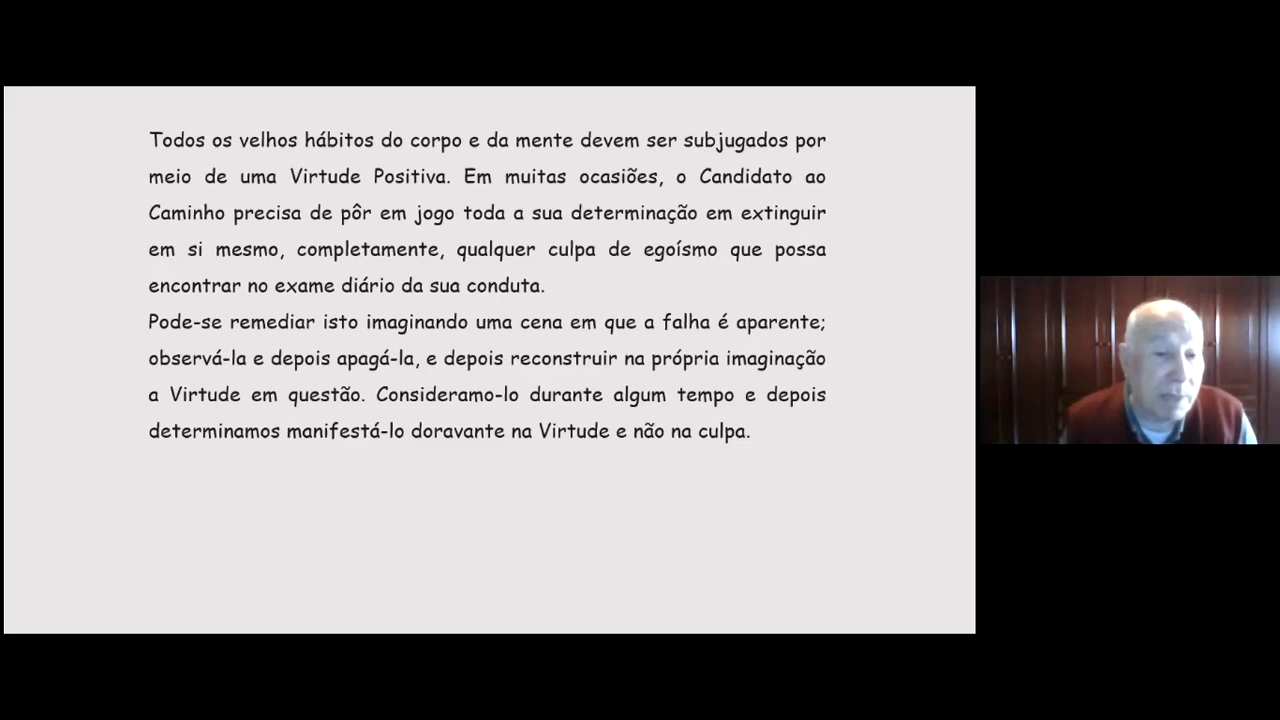 Todos os velhos hábitos do corpo e da mente devem ser subjugados por
meio de uma Virtude Positiva. Em muitas ocasiões, o Candidato ao
Caminho precisa de pôr em jogo toda a sua determinação em extinguir
em si mesmo, completamente, qualquer culpa de egoísmo que possa
encontrar no exame diário da sua conduta.
Pode-se remediar isto imaginando uma cena em que a falha é aparente;
observá-la e depois apagá-la, e depois reconstruir na própria imaginação
a Virtude em questão. Consideramo-lo durante algum tempo e depois
determinamos manifestá-lo doravante na Virtude e não na culpa.